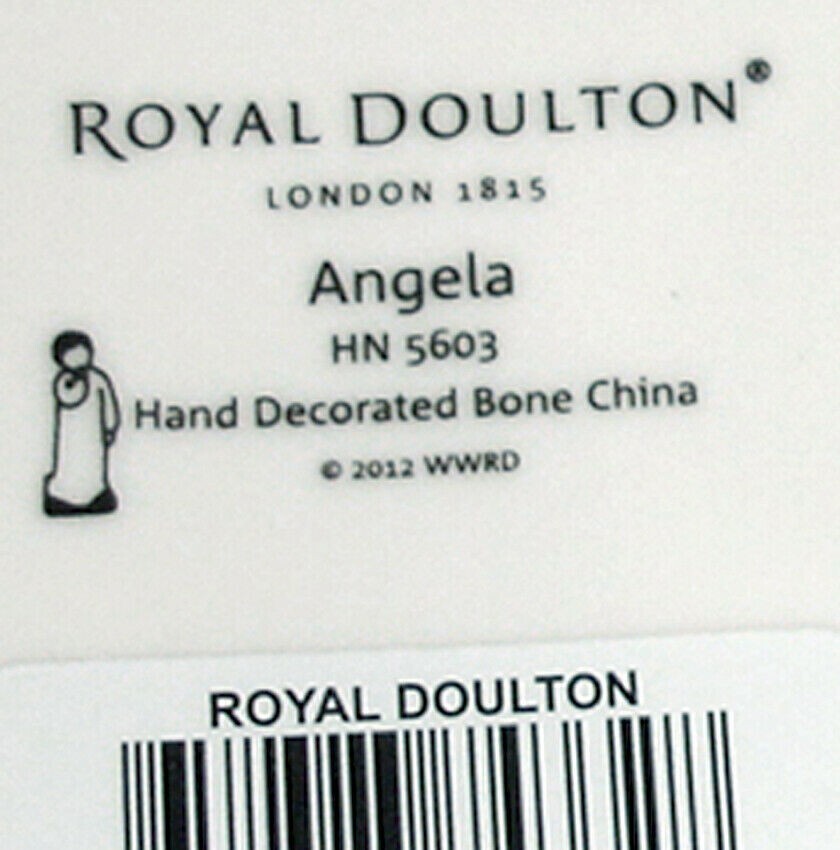 ROYAL DOULTON®
LONDON 1815
Angela
HN 5603
Hand Decorated Bone China
© 2012 WWRD
ROYAL DOULTON